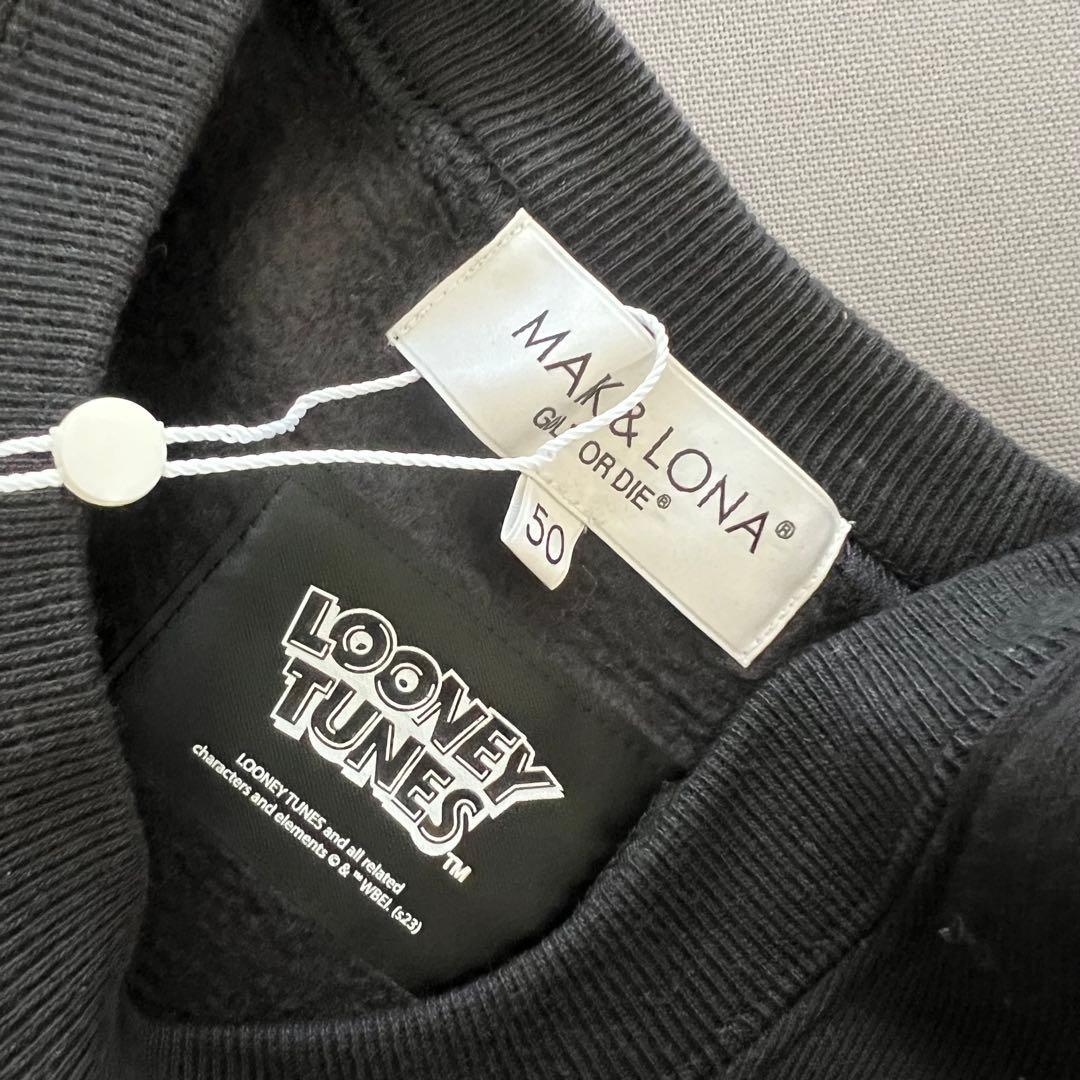 MAK & LONA®
OR DIE®
50
LOONEY
TUNES™
LOONEY TUNES and all related
characters and elements © & ™ WBEI. (s23)